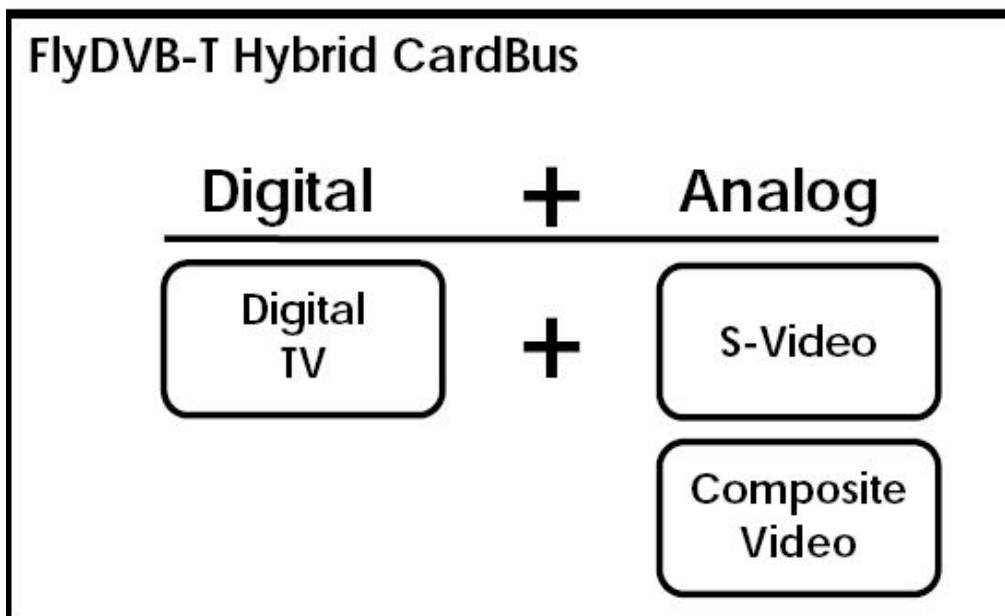 FlyDVB-T Hybrid CardBus
Digital + Analog
Digital
TV
+
S-Video
Composite
Video